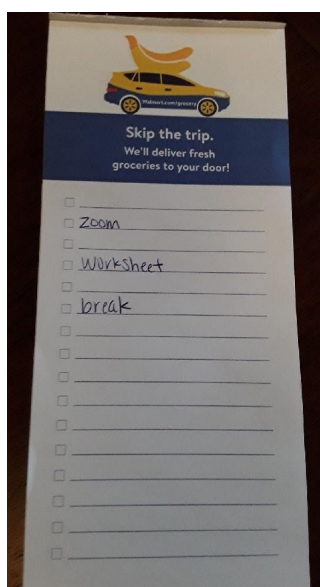 Walmart.com/grocery
Skip the trip.
We'll deliver fresh
groceries to your door!
zoom
worksheet
break